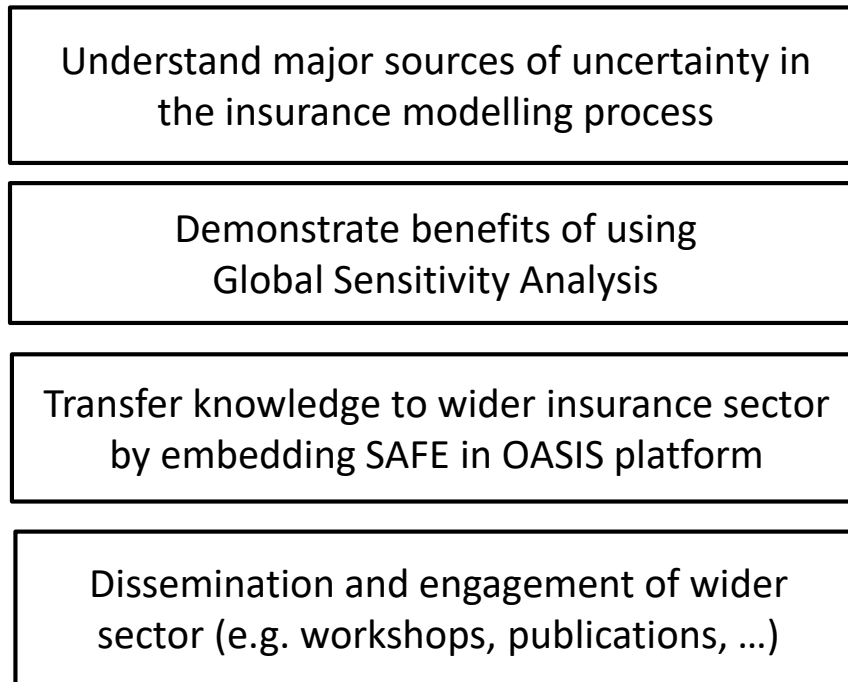 Understand major sources of uncertainty in
the insurance modelling process
Demonstrate benefits of using
Global Sensitivity Analysis
Transfer knowledge to wider insurance sector
by embedding SAFE in OASIS platform
Dissemination and engagement of wider
sector (e.g. workshops, publications, …)